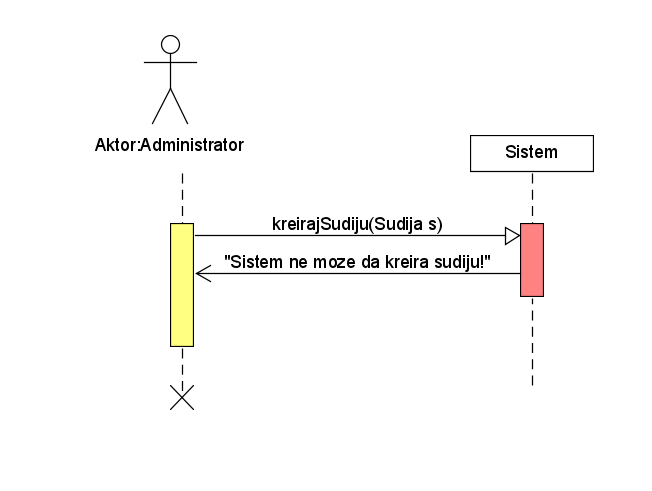 Aktor:Administrator
Sistem
kreirajSudiju(Sudija s)
"Sistem ne moze da kreira sudiju!"